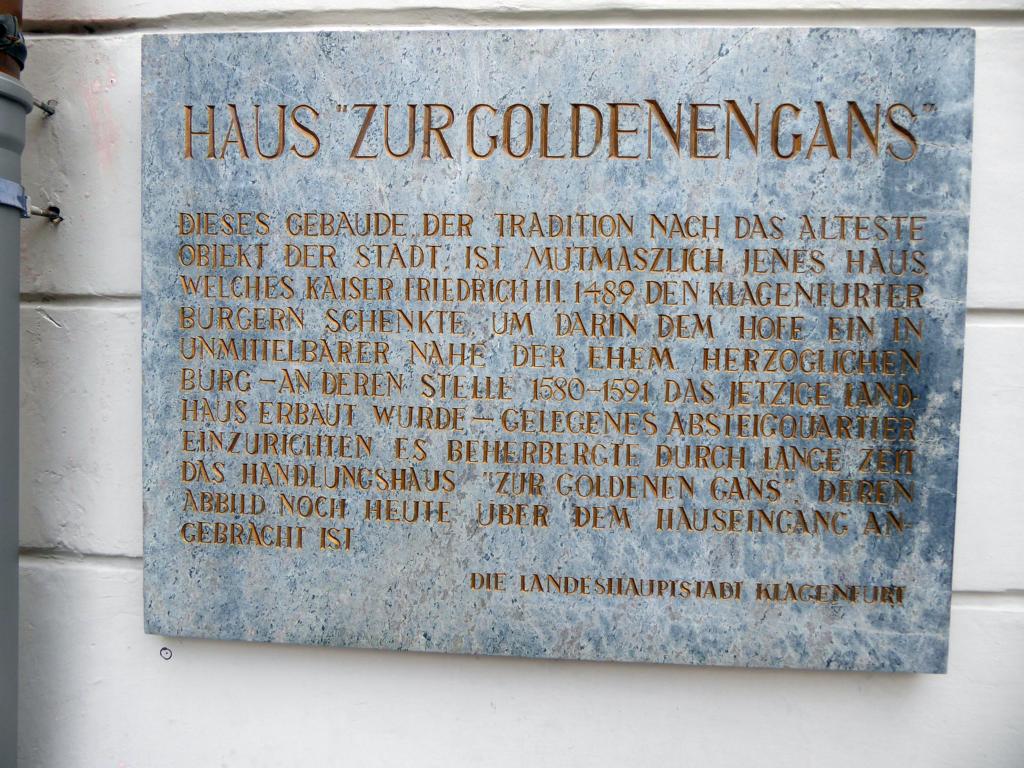 HAUS "ZUR GOLDENEN GANS"
DIESES GEBÄUDE, DER TRADITION NACH DAS ÄLTESTE
OBJEKT DER STADT, IST MUTMASZLICH JENES HAUS,
WELCHES KAISER FRIEDRICH III. 1489 DEN KLAGENFURTER
BÜRGERN SCHENKTE, UM DARIN DEM HOFE EIN IN
UNMITTELBARER NÄHE DER EHEM. HERZOGLICHEN
BURG – AN DEREN STELLE 1580–1591 DAS JETZIGE LAND-
HAUS ERBAUT WURDE – GELEGENES ABSTEIGQUARTIER
EINZURICHTEN. ES BEHERBERGTE DURCH LANGE ZEIT
DAS HANDLUNGSHAUS "ZUR GOLDENEN GANS", DEREN
ABBILD NOCH HEUTE ÜBER DEM HAUSEINGANG AN-
GEBRACHT IST.
DIE LANDESHAUPTSTADT KLAGENFURT